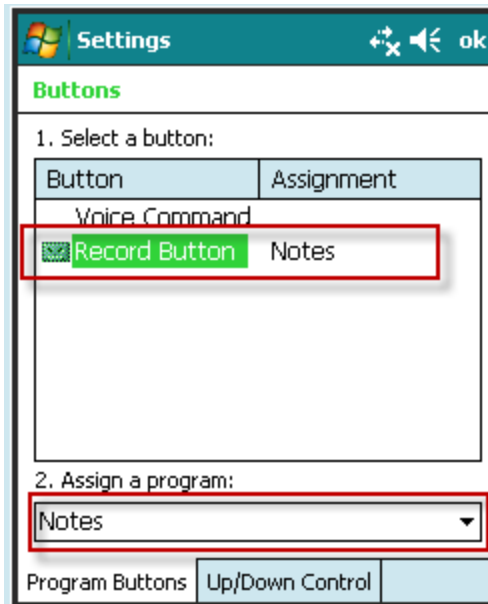 Settings ok
Buttons
1. Select a button:
Button Assignment
Voice Command
Record Button Notes
2. Assign a program:
Notes
Program Buttons Up/Down Control